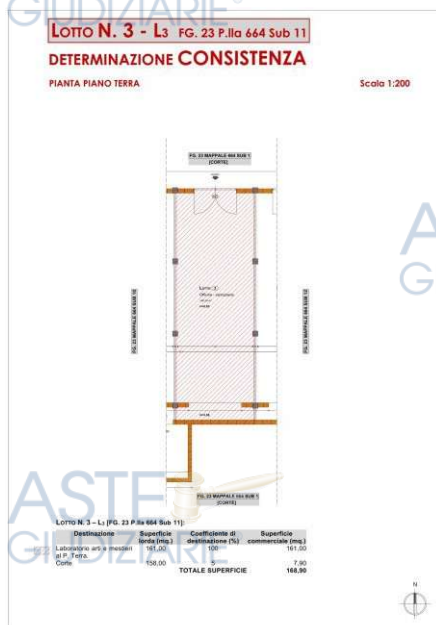 GIUDIZIARIE®
LOTTO N. 3 - L3 FG. 23 P.lla 664 Sub 11
DETERMINAZIONE CONSISTENZA
PIANTA PIANO TERRA Scala 1:200
FG. 23 MAPPALE 664 SUB 1
[CORTE]
Lotto 3
FG. 23 MAPPALE 664 SUB 10
FG. 23 MAPPALE 664 SUB 12
FG. 23 MAPPALE 664 SUB 1
[CORTE]
ASTE
GIUDIZIARIE
LOTTO N. 3 – L3 [FG. 23 P.lla 664 Sub 11]:
Destinazione Superficie lorda (mq.) Coefficiente di destinazione (%) Superficie commerciale (mq.)
Laboratorio arti e mestieri al P. Terra. 161,00 100 161,00
Corte 158,00 5 7,90
TOTALE SUPERFICIE 168,90
N